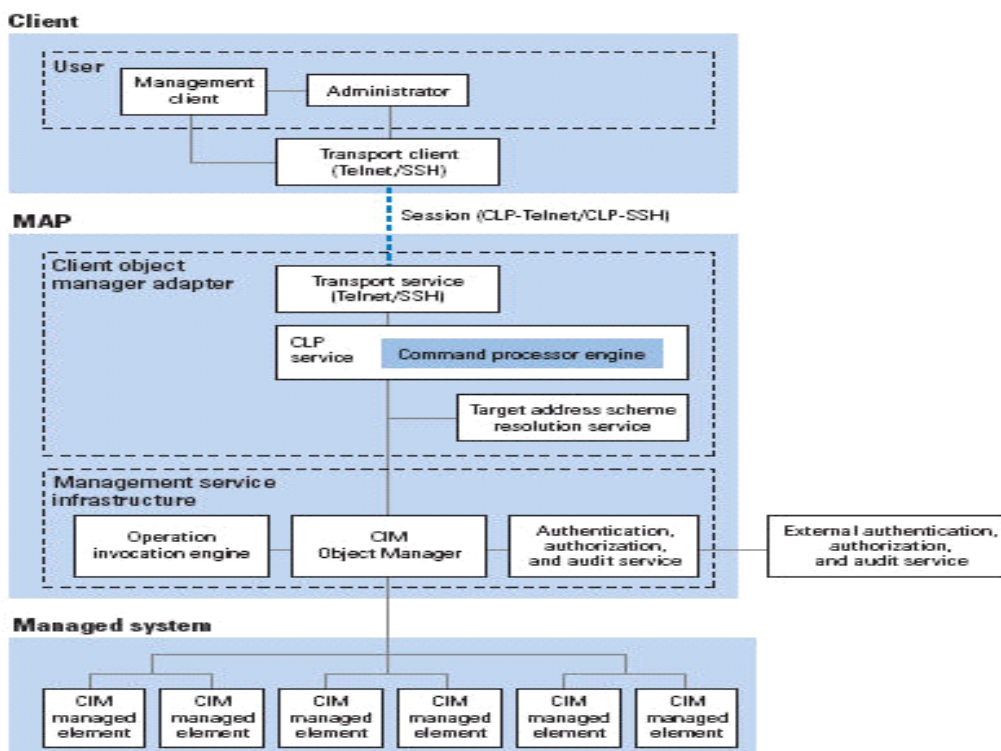 Client
User
Management
client
Administrator
Transport client
(Telnet/SSH)
Session (CLP-Telnet/CLP-SSH)
MAP
Client object
manager adapter
Transport service
(Telnet/SSH)
CLP
service
Command processor engine
Target address scheme
resolution service
Management service
infrastructure
Operation
invocation engine
CIM
Object Manager
Authentication,
authorization,
and audit service
External authentication,
authorization,
and audit service
Managed system
CIM
managed
element
CIM
managed
element
CIM
managed
element
CIM
managed
element
CIM
managed
element
CIM
managed
element